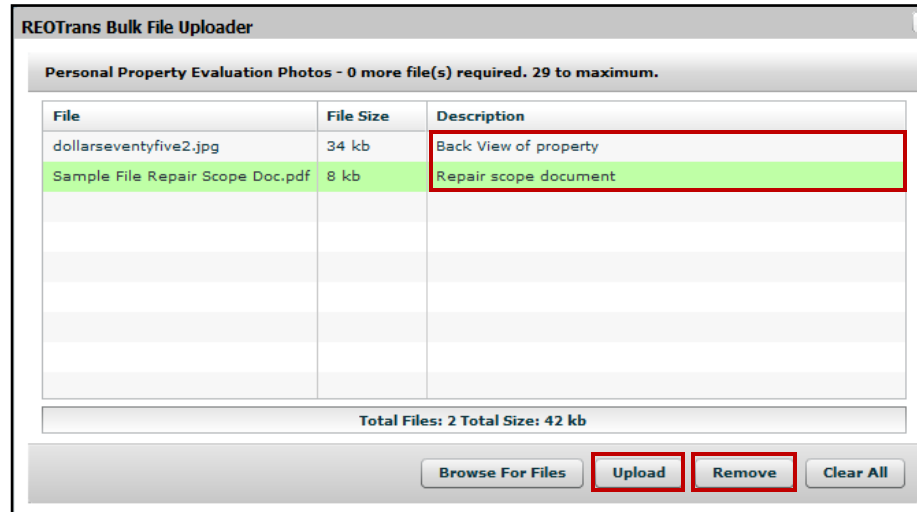 REOTrans Bulk File Uploader
Personal Property Evaluation Photos - 0 more file(s) required. 29 to maximum.
File File Size Description
dollarseventyfive2.jpg 34 kb Back View of property
Sample File Repair Scope Doc.pdf 8 kb Repair scope document
Total Files: 2 Total Size: 42 kb
Browse For Files Upload Remove Clear All